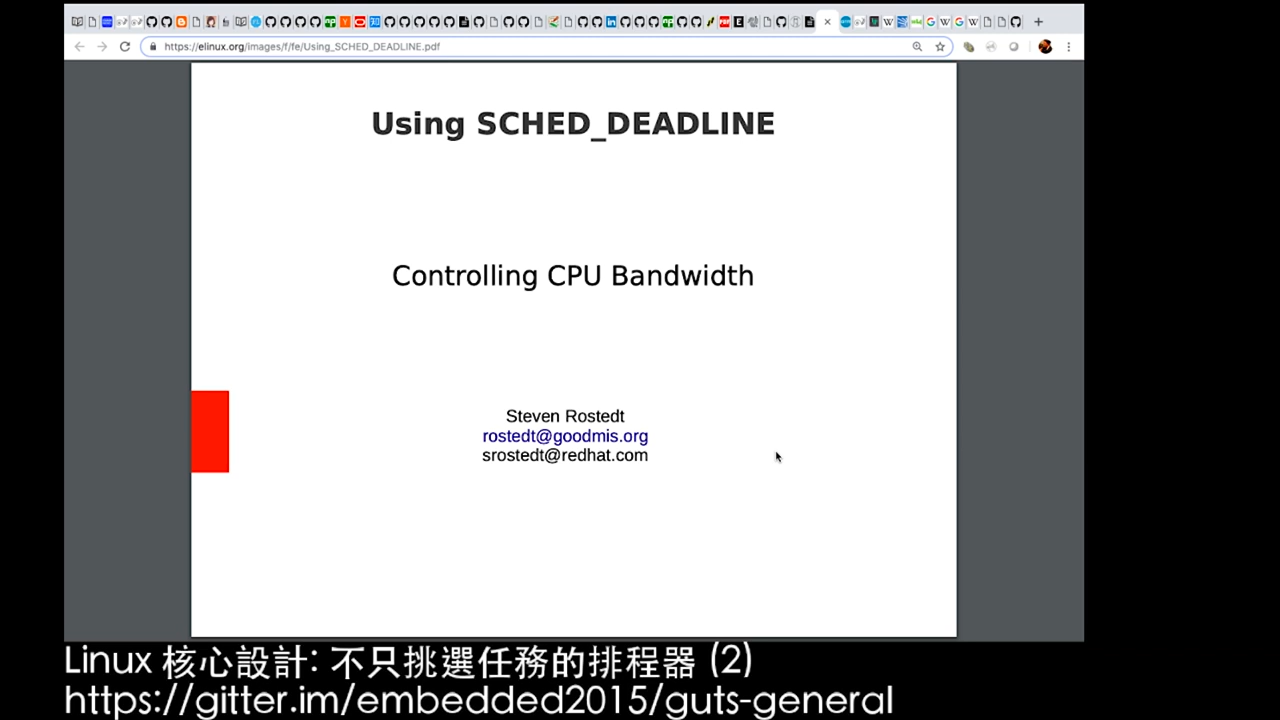 https://elinux.org/images/f/fe/Using_SCHED_DEADLINE.pdf
Using SCHED_DEADLINE
Controlling CPU Bandwidth
Steven Rostedt
rostedt@goodmis.org
srostedt@redhat.com
Linux 核心設計: 不只挑選任務的排程器 (2)
https://gitter.im/embedded2015/guts-general